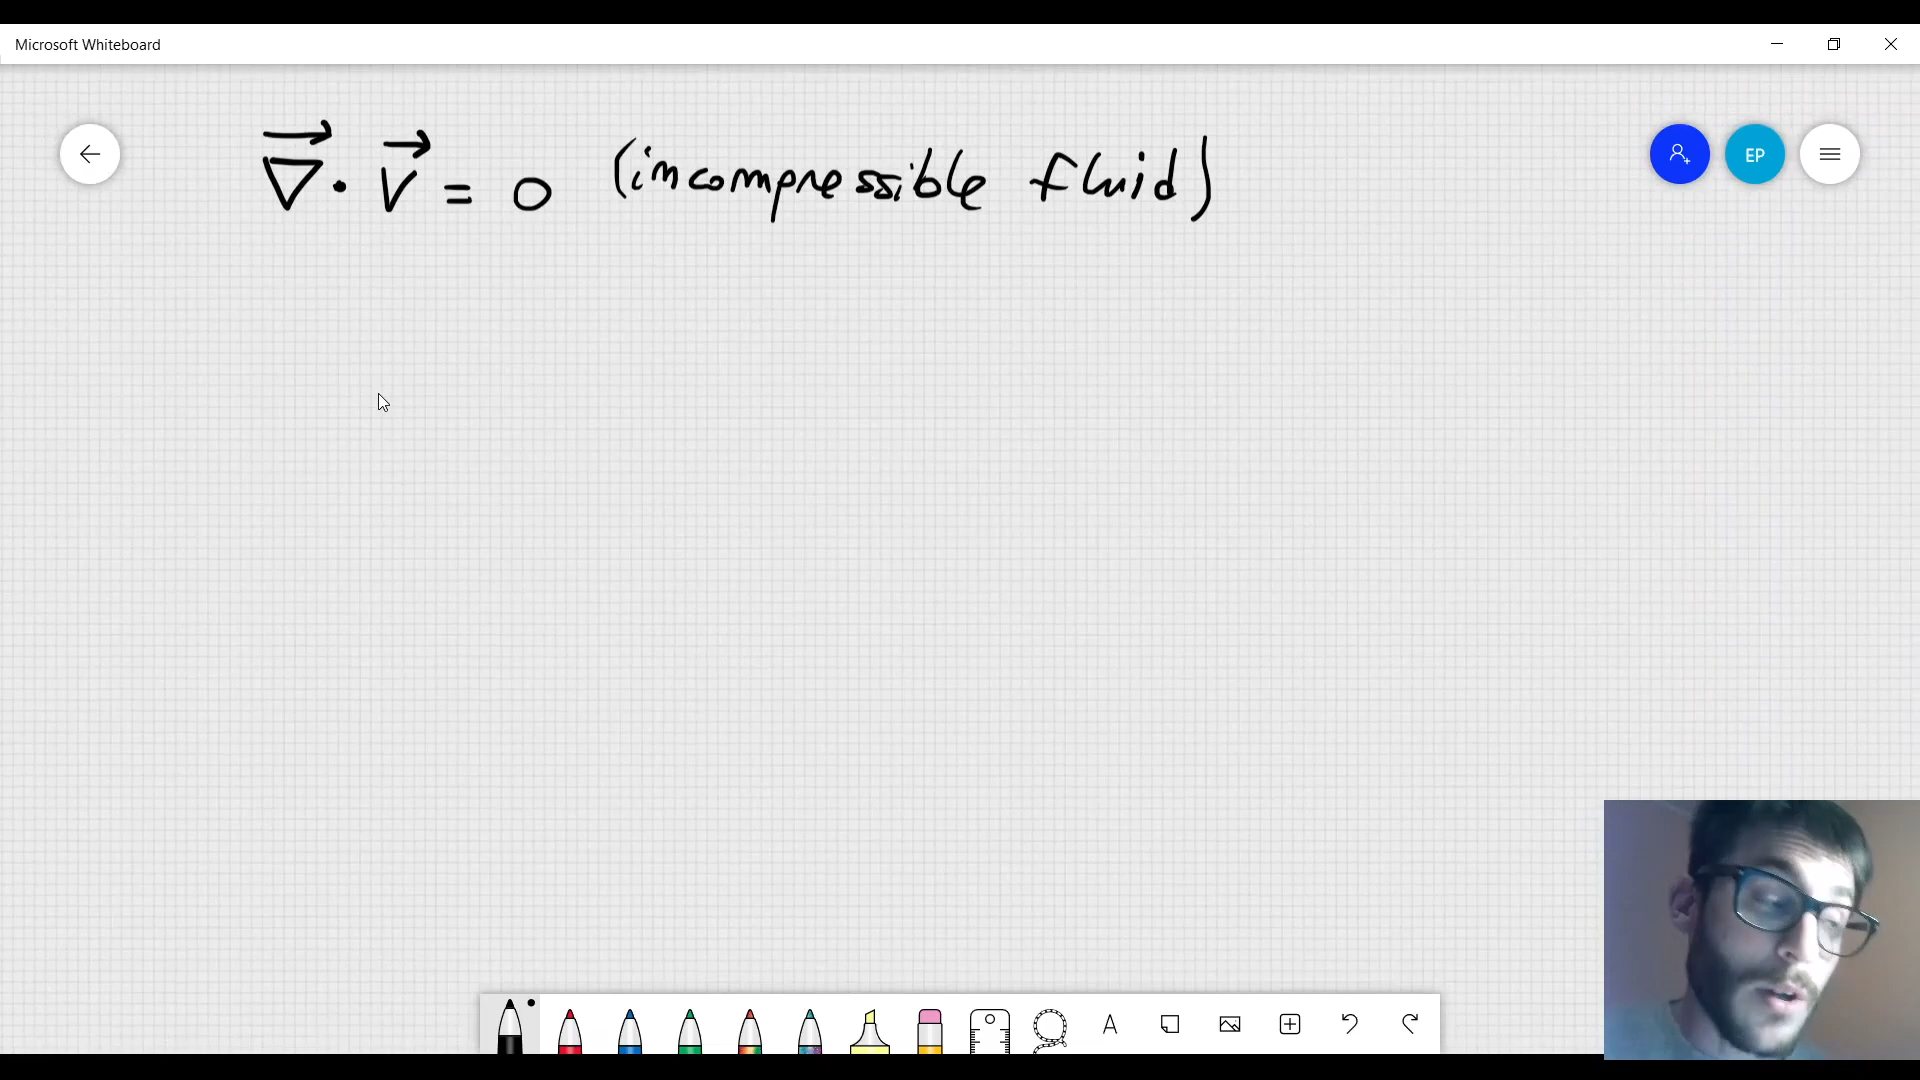 Microsoft Whiteboard
∇⃗ · V⃗ = 0 (incompressible fluid)
EP
A